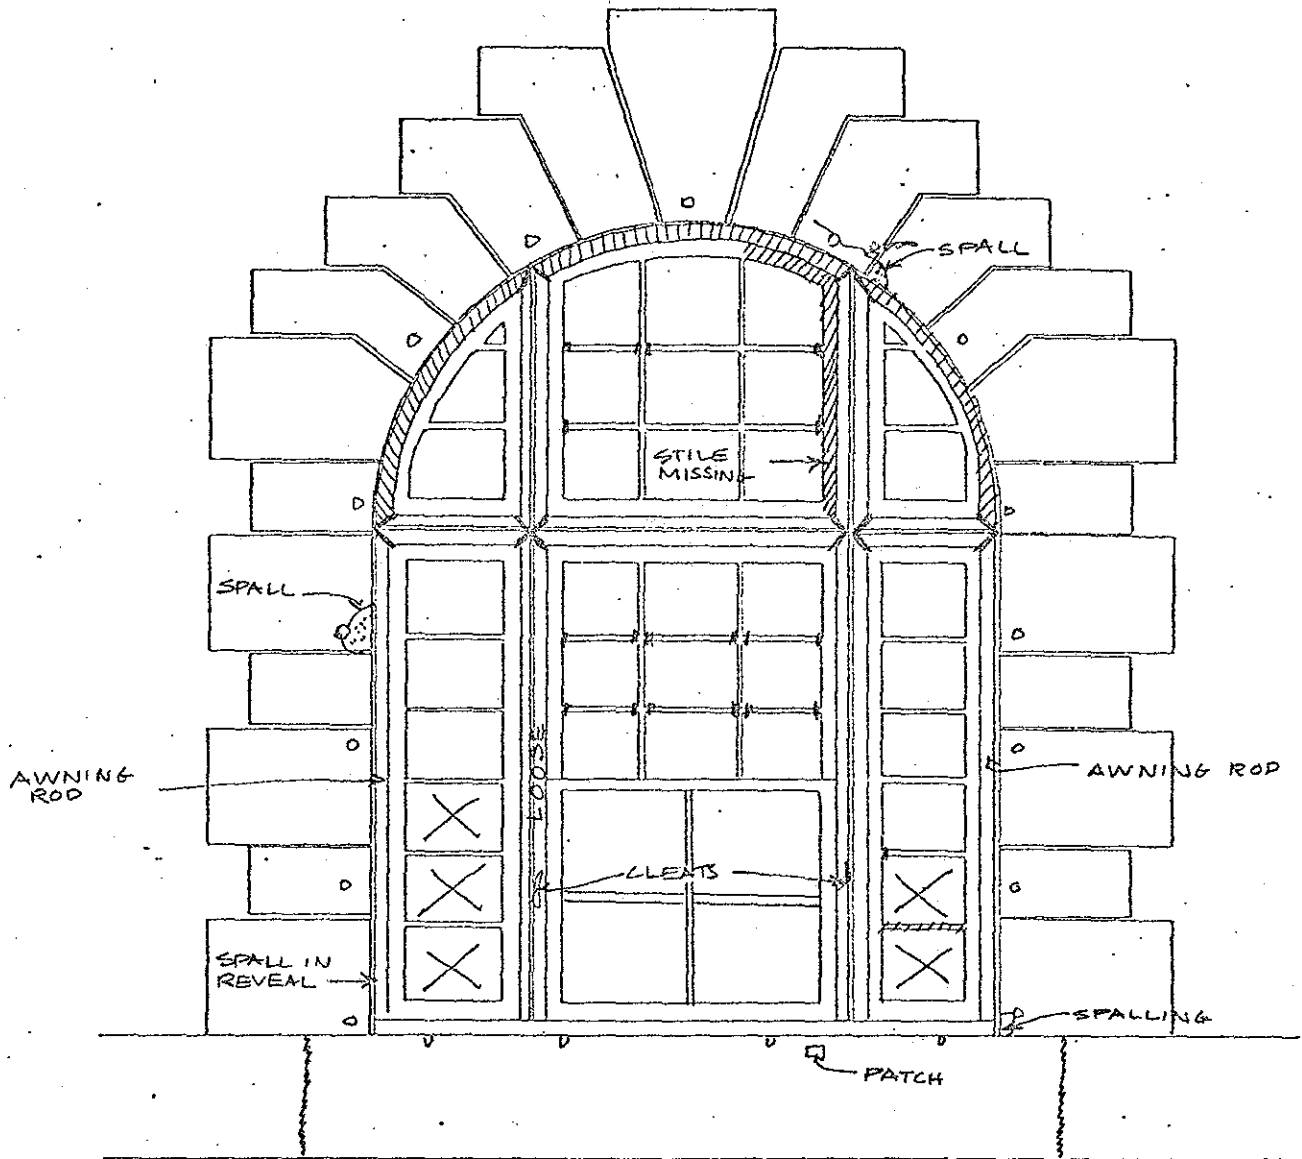 SPALL
STILE
MISSING
SPALL
LOOSE
AWNING
ROD
AWNING ROD
CLEATS
SPALL IN
REVEAL
SPALLING
PATCH